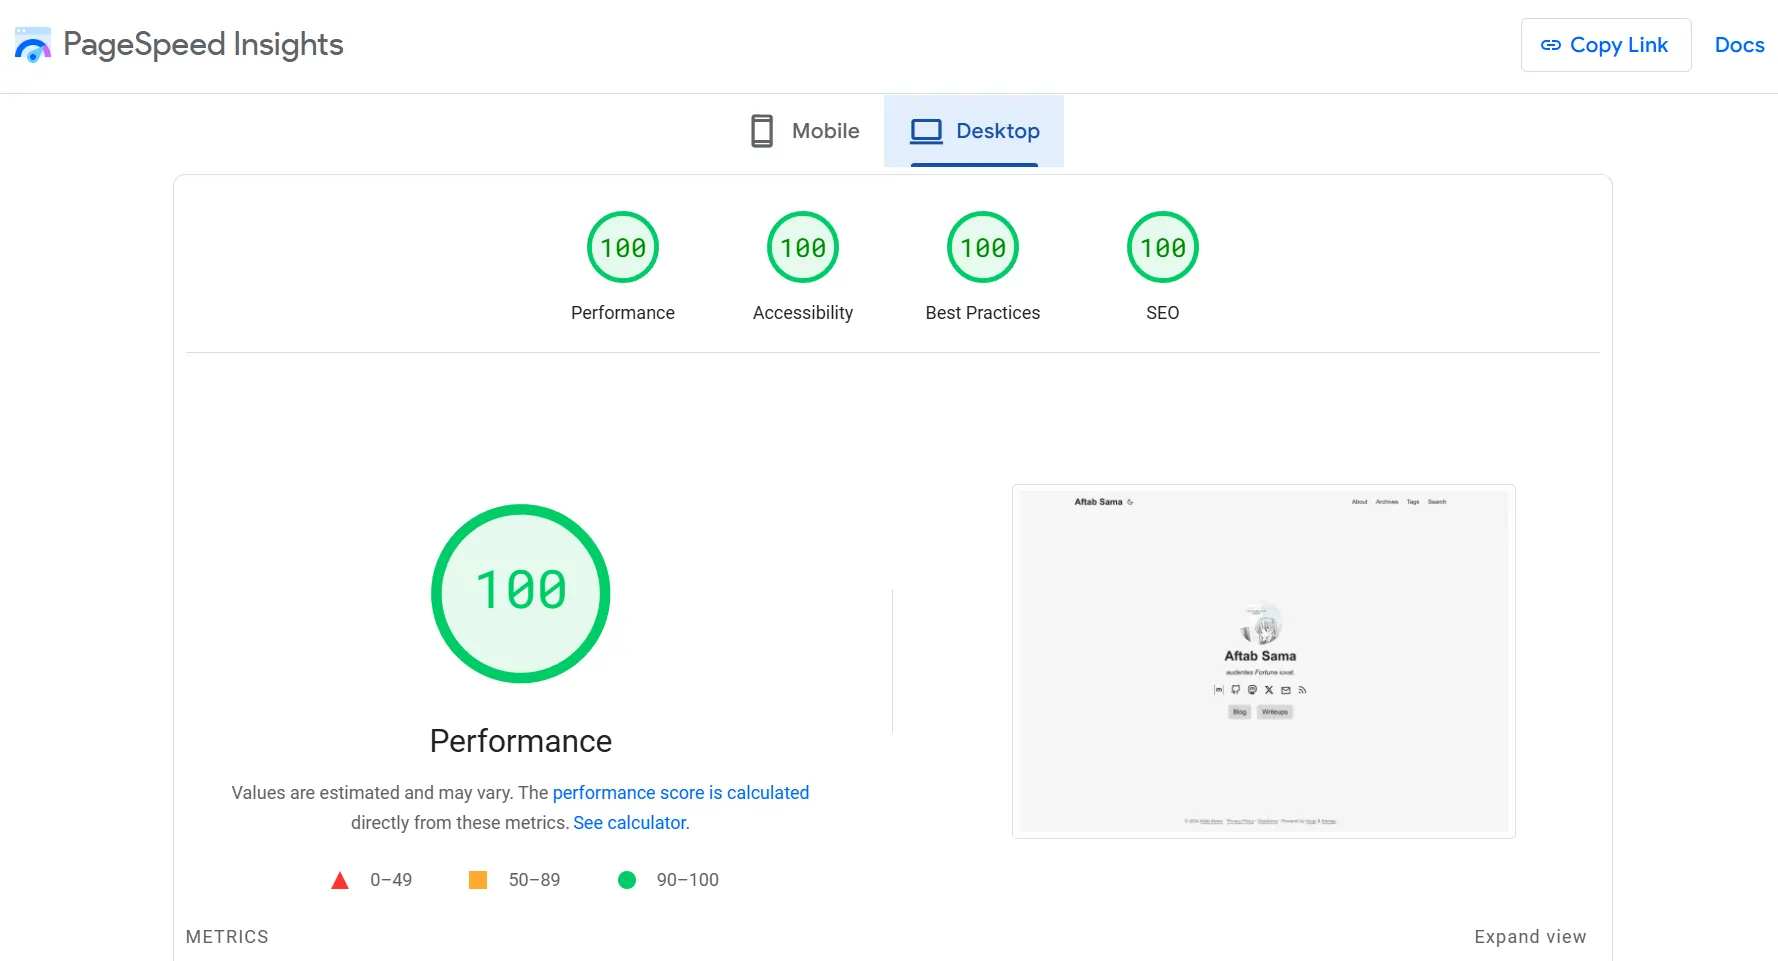 PageSpeed Insights
Copy Link
Docs
Mobile
Desktop
100
100
100
100
Performance
Accessibility
Best Practices
SEO
100
Performance
Values are estimated and may vary. The performance score is calculated
directly from these metrics. See calculator.
0–49
50–89
90–100
Aftab Sama
About
Archives
Tags
Search
Aftab Sama
audentes Fortuna iuvat.
Blog
Writeups
METRICS
Expand view